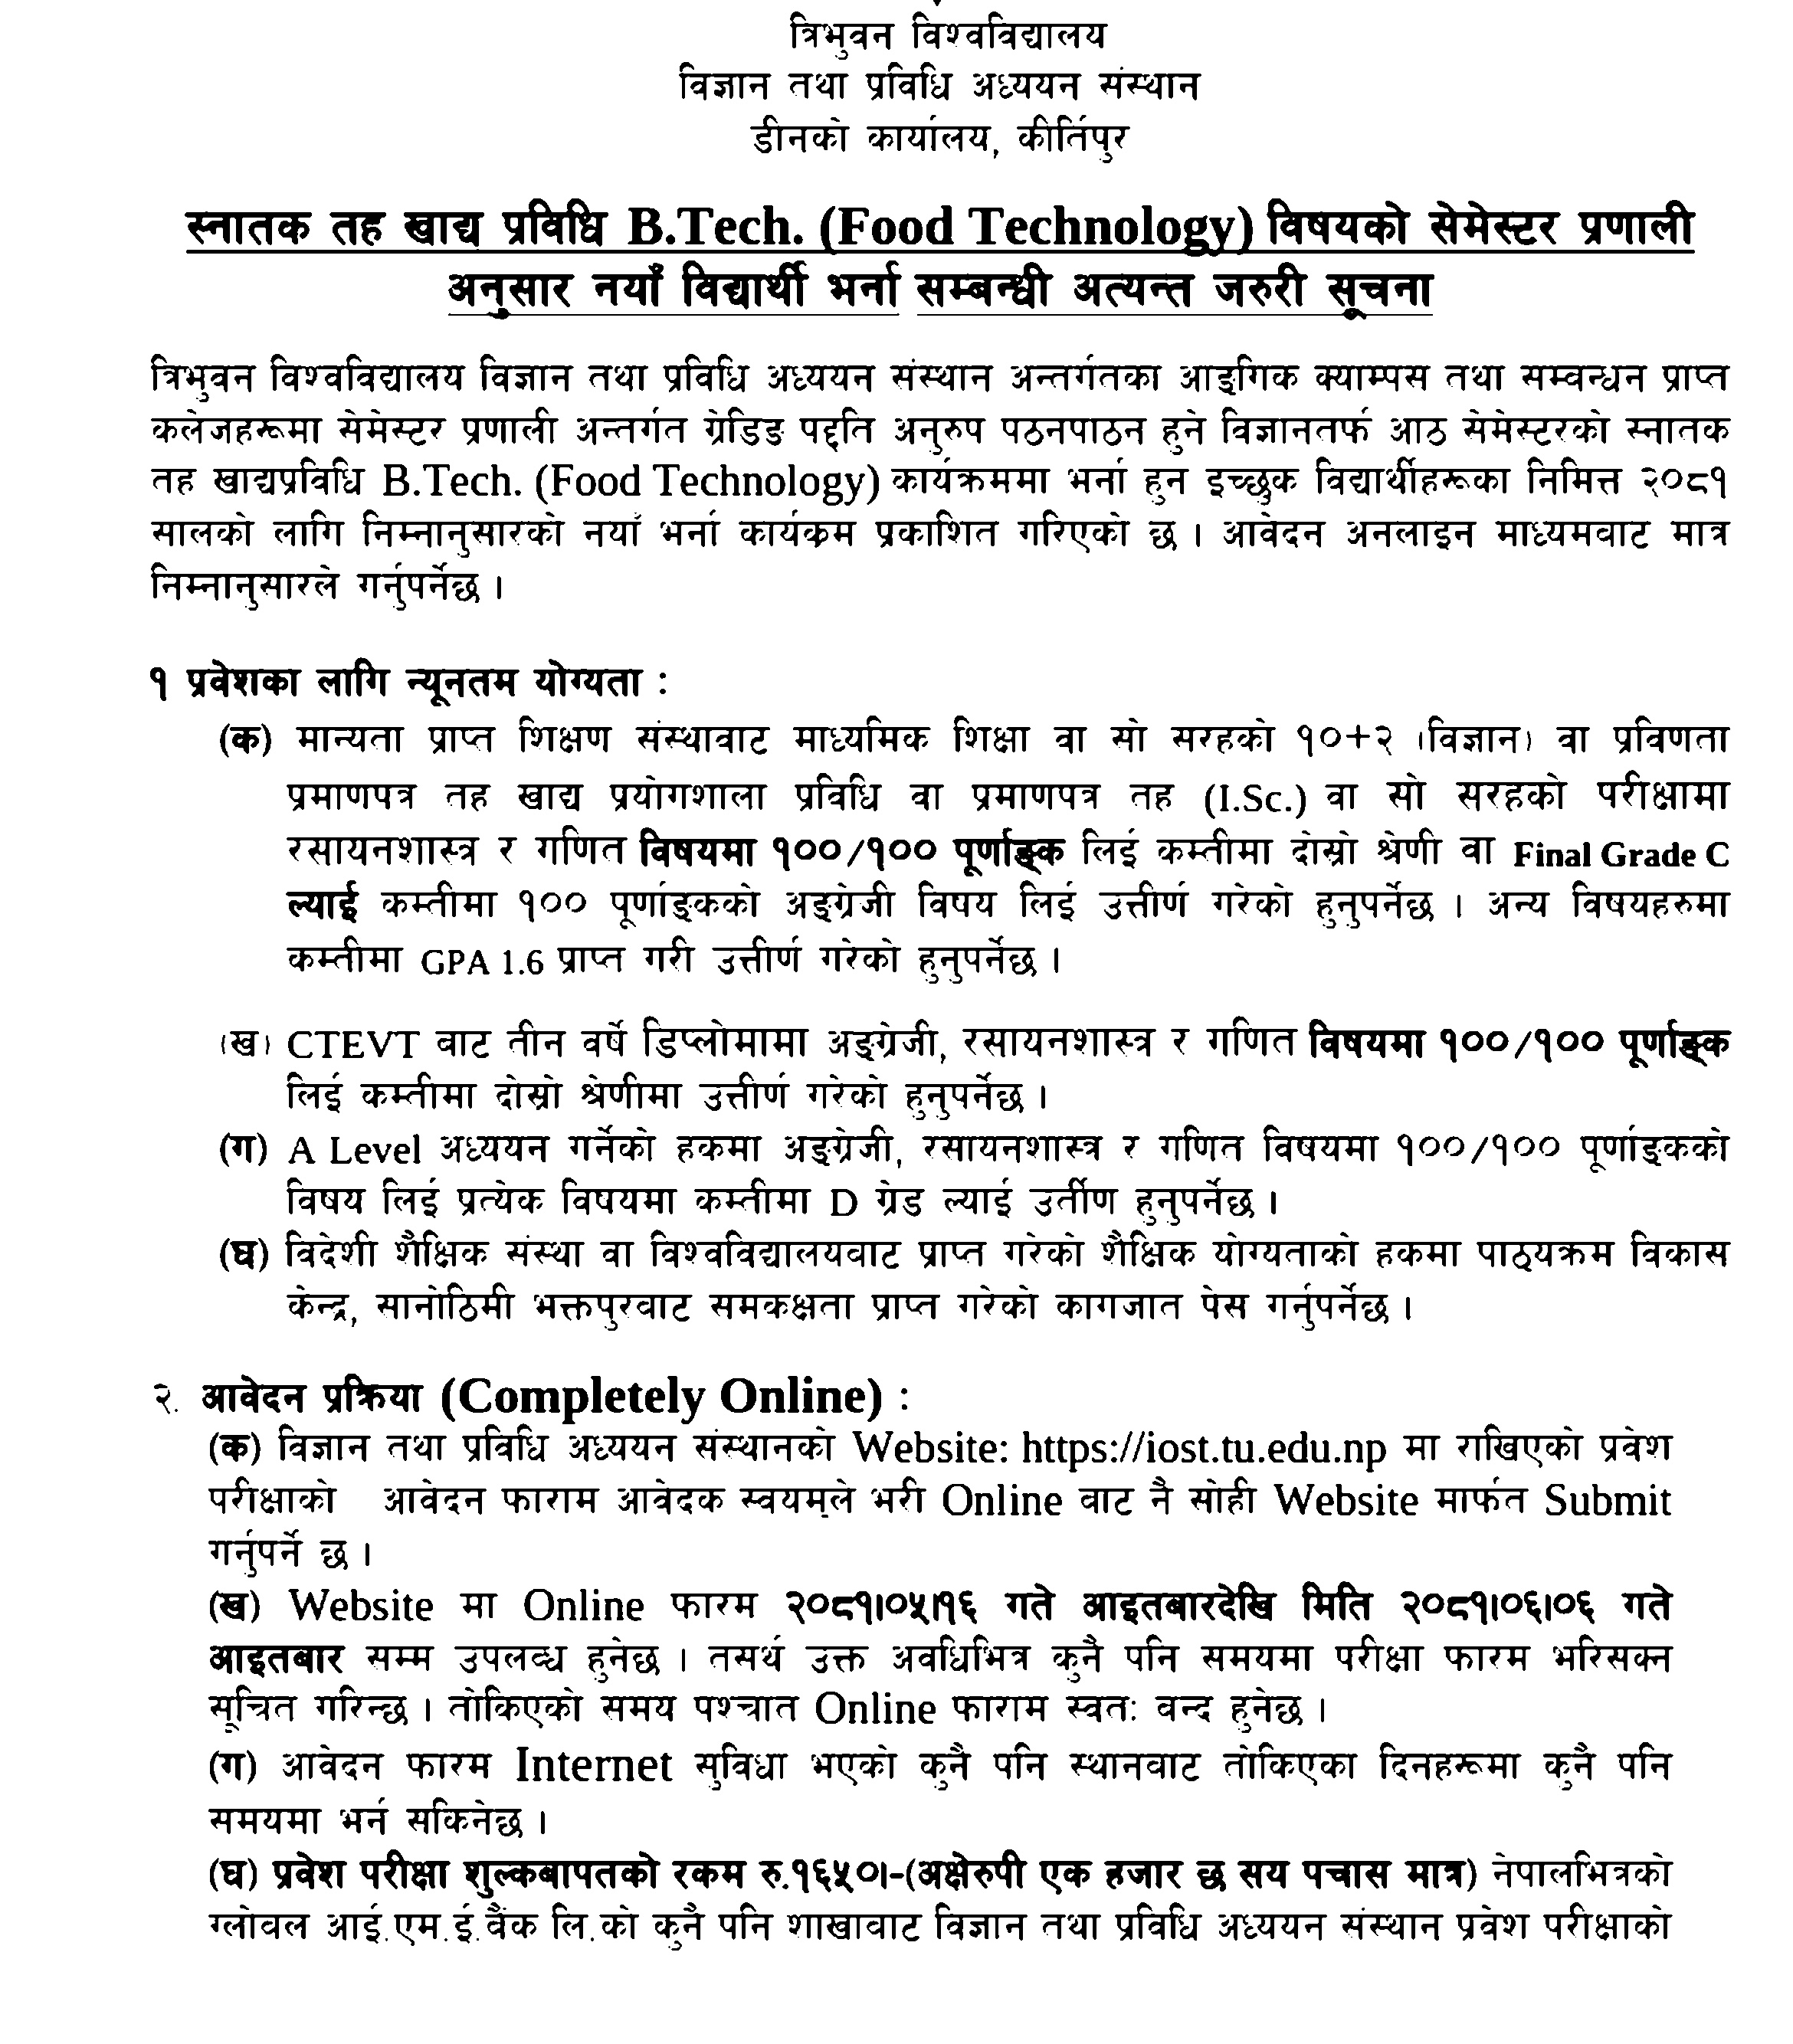 त्रिभुवन विश्वविद्यालय
विज्ञान तथा प्रविधि अध्ययन संस्थान
डीनको कार्यालय, कीर्तिपुर
स्नातक तह खाद्य प्रविधि B.Tech. (Food Technology) विषयको सेमेस्टर प्रणाली
अनुसार नयाँ विद्यार्थी भर्ना सम्बन्धी अत्यन्त जरुरी सूचना
त्रिभुवन विश्वविद्यालय विज्ञान तथा प्रविधि अध्ययन संस्थान अन्तर्गतका आङ्गिक क्याम्पस तथा सम्वन्धन प्राप्त
कलेजहरूमा सेमेस्टर प्रणाली अन्तर्गत ग्रेडिङ पद्दति अनुरुप पठनपाठन हुने विज्ञानतर्फ आठ सेमेस्टरको स्नातक
तह खाद्यप्रविधि B.Tech. (Food Technology) कार्यक्रममा भर्ना हुन इच्छुक विद्यार्थीहरूका निमित्त २०८१
सालको लागि निम्नानुसारको नयाँ भर्ना कार्यक्रम प्रकाशित गरिएको छ । आवेदन अनलाइन माध्यमवाट मात्र
निम्नानुसारले गर्नुपर्नेछ ।
१ प्रवेशका लागि न्यूनतम योग्यता :
(क) मान्यता प्राप्त शिक्षण संस्थावाट माध्यमिक शिक्षा वा सो सरहको १०+२ (विज्ञान) वा प्रविणता
प्रमाणपत्र तह खाद्य प्रयोगशाला प्रविधि वा प्रमाणपत्र तह (I.Sc.) वा सो सरहको परीक्षामा
रसायनशास्त्र र गणित विषयमा १००/१०० पूर्णाङ्क लिई कम्तीमा दोस्रो श्रेणी वा Final Grade C
ल्याई कम्तीमा १०० पूर्णाङ्कको अङ्ग्रेजी विषय लिई उत्तीर्ण गरेको हुनुपर्नेछ । अन्य विषयहरुमा
कम्तीमा GPA 1.6 प्राप्त गरी उत्तीर्ण गरेको हुनुपर्नेछ ।
(ख) CTEVT बाट तीन वर्षे डिप्लोमामा अङ्ग्रेजी, रसायनशास्त्र र गणित विषयमा १००/१०० पूर्णाङ्क
लिई कम्तीमा दोस्रो श्रेणीमा उत्तीर्ण गरेको हुनुपर्नेछ ।
(ग) A Level अध्ययन गर्नेको हकमा अङ्ग्रेजी, रसायनशास्त्र र गणित विषयमा १००/१०० पूर्णाङ्कको
विषय लिई प्रत्येक विषयमा कम्तीमा D ग्रेड ल्याई उर्तीण हुनुपर्नेछ ।
(घ) विदेशी शैक्षिक संस्था वा विश्वविद्यालयवाट प्राप्त गरेको शैक्षिक योग्यताको हकमा पाठ्यक्रम विकास
केन्द्र, सानोठिमी भक्तपुरवाट समकक्षता प्राप्त गरेको कागजात पेस गर्नुपर्नेछ ।
२. आवेदन प्रक्रिया (Completely Online) :
(क) विज्ञान तथा प्रविधि अध्ययन संस्थानको Website: https://iost.tu.edu.np मा राखिएको प्रवेश
परीक्षाको आवेदन फाराम आवेदक स्वयम्ले भरी Online वाट नै सोही Website मार्फत Submit
गर्नुपर्ने छ ।
(ख) Website मा Online फारम २०८१।०५।१६ गते आइतबारदेखि मिति २०८१।०६।०६ गते
आइतबार सम्म उपलव्ध हुनेछ । तसर्थ उक्त अवधिभित्र कुनै पनि समयमा परीक्षा फारम भरिसक्न
सूचित गरिन्छ । तोकिएको समय पश्चात Online फाराम स्वतः वन्द हुनेछ ।
(ग) आवेदन फारम Internet सुविधा भएको कुनै पनि स्थानवाट तोकिएका दिनहरूमा कुनै पनि
समयमा भर्न सकिनेछ ।
(घ) प्रवेश परीक्षा शुल्कबापतको रकम रु.१६५०।-(अक्षेरुपी एक हजार छ सय पचास मात्र) नेपालभित्रको
ग्लोवल आई.एम.ई.वैंक लि.को कुनै पनि शाखावाट विज्ञान तथा प्रविधि अध्ययन संस्थान प्रवेश परीक्षाको